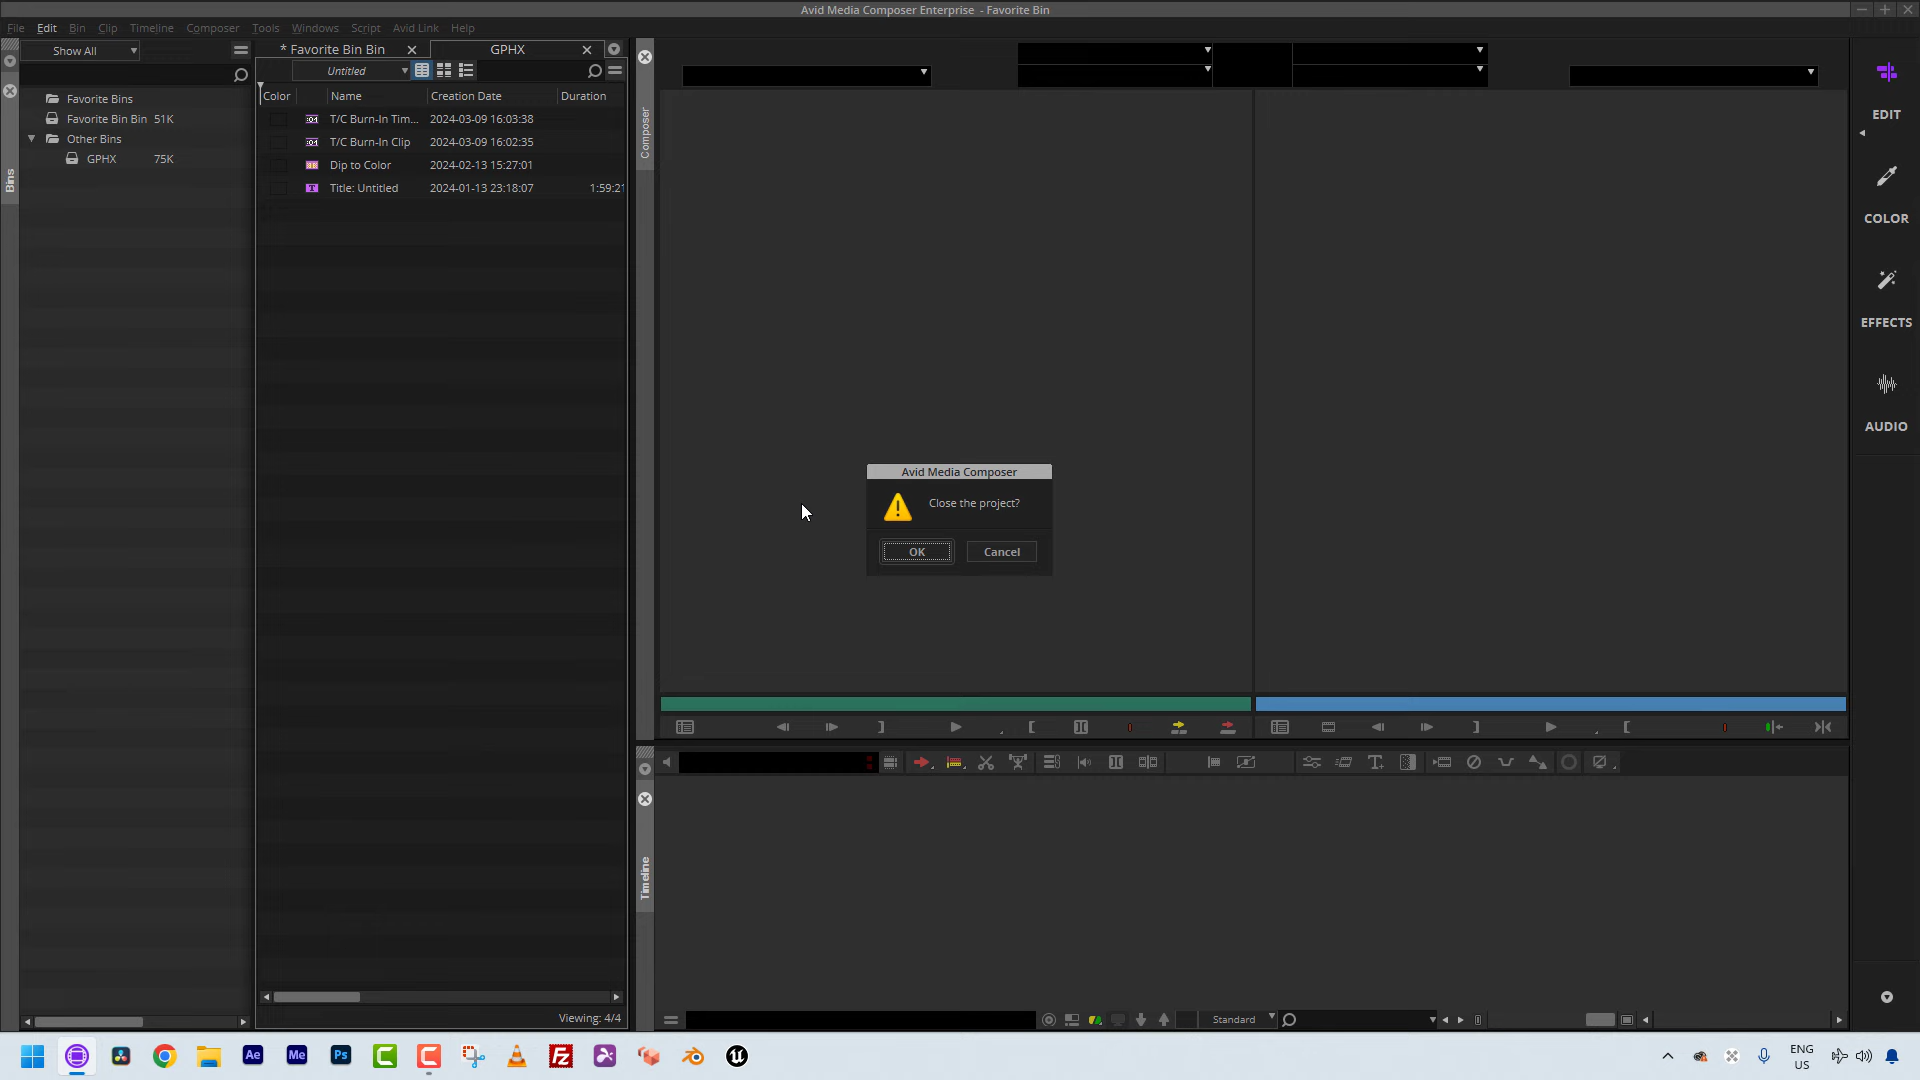 Avid Media Composer Enterprise - Favorite Bin
File Edit Bin Clip Timeline Composer Tools Windows Script Avid Link Help
Show All
* Favorite Bin Bin
GPHX
Untitled
Color Name Creation Date Duration
Bins
Favorite Bins
Favorite Bin Bin 51K
Other Bins
GPHX 75K
T/C Burn-In Tim... 2024-03-09 16:03:38
T/C Burn-In Clip 2024-03-09 16:02:35
Dip to Color 2024-02-13 15:27:01
Title: Untitled 2024-01-13 23:18:07 1:59:21
Composer
EDIT
COLOR
EFFECTS
AUDIO
Avid Media Composer
Close the project?
OK Cancel
Timeline
Viewing: 4/4
Standard
Ae
Me
Ps
C
C
Fz
ENG
US